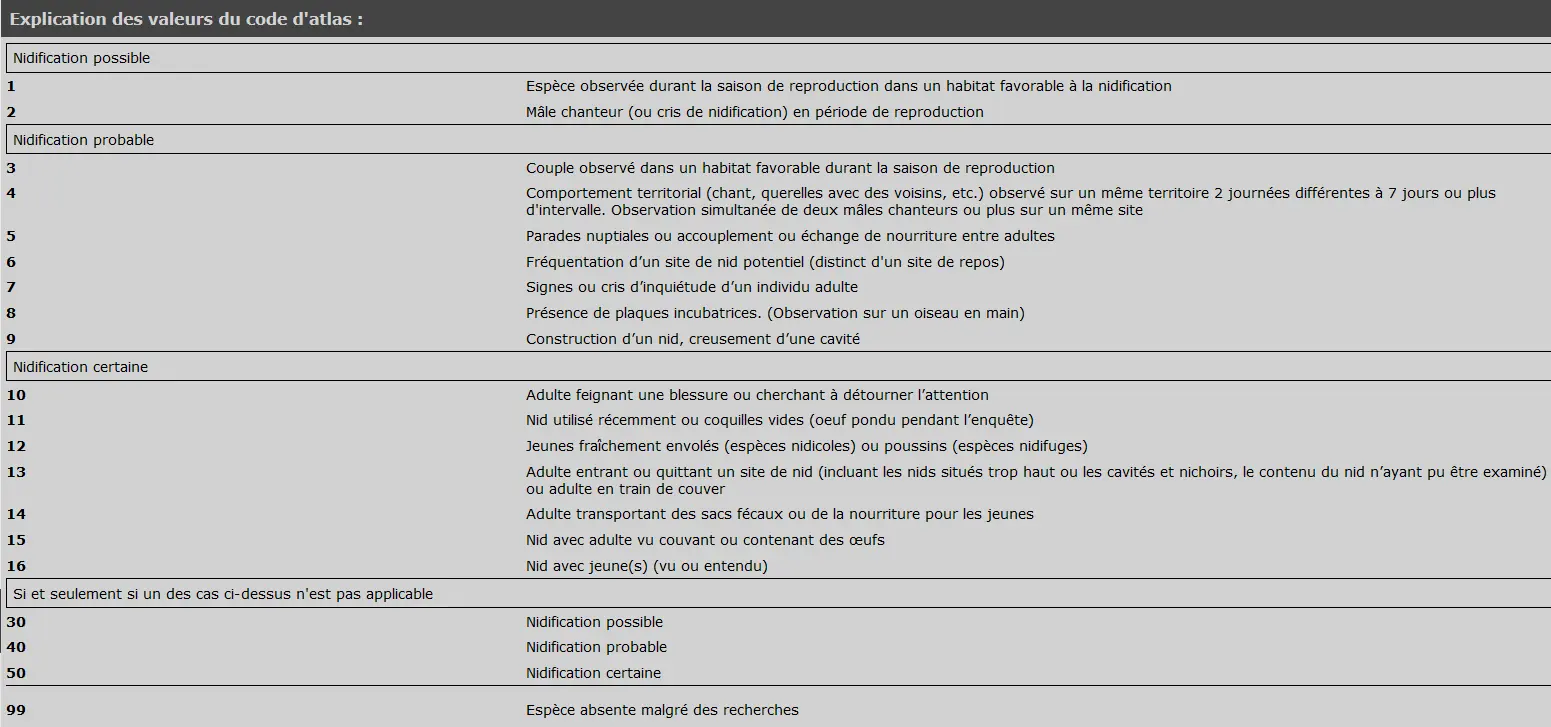 Explication des valeurs du code d'atlas :
Nidification possible
1 Espèce observée durant la saison de reproduction dans un habitat favorable à la nidification
2 Mâle chanteur (ou cris de nidification) en période de reproduction
Nidification probable
3 Couple observé dans un habitat favorable durant la saison de reproduction
4 Comportement territorial (chant, querelles avec des voisins, etc.) observé sur un même territoire 2 journées différentes à 7 jours ou plus
d'intervalle. Observation simultanée de deux mâles chanteurs ou plus sur un même site
5 Parades nuptiales ou accouplement ou échange de nourriture entre adultes
6 Fréquentation d’un site de nid potentiel (distinct d'un site de repos)
7 Signes ou cris d’inquiétude d’un individu adulte
8 Présence de plaques incubatrices. (Observation sur un oiseau en main)
9 Construction d’un nid, creusement d’une cavité
Nidification certaine
10 Adulte feignant une blessure ou cherchant à détourner l’attention
11 Nid utilisé récemment ou coquilles vides (oeuf pondu pendant l’enquête)
12 Jeunes fraîchement envolés (espèces nidicoles) ou poussins (espèces nidifuges)
13 Adulte entrant ou quittant un site de nid (incluant les nids situés trop haut ou les cavités et nichoirs, le contenu du nid n’ayant pu être examiné)
ou adulte en train de couver
14 Adulte transportant des sacs fécaux ou de la nourriture pour les jeunes
15 Nid avec adulte vu couvant ou contenant des œufs
16 Nid avec jeune(s) (vu ou entendu)
Si et seulement si un des cas ci-dessus n'est pas applicable
30 Nidification possible
40 Nidification probable
50 Nidification certaine
99 Espèce absente malgré des recherches